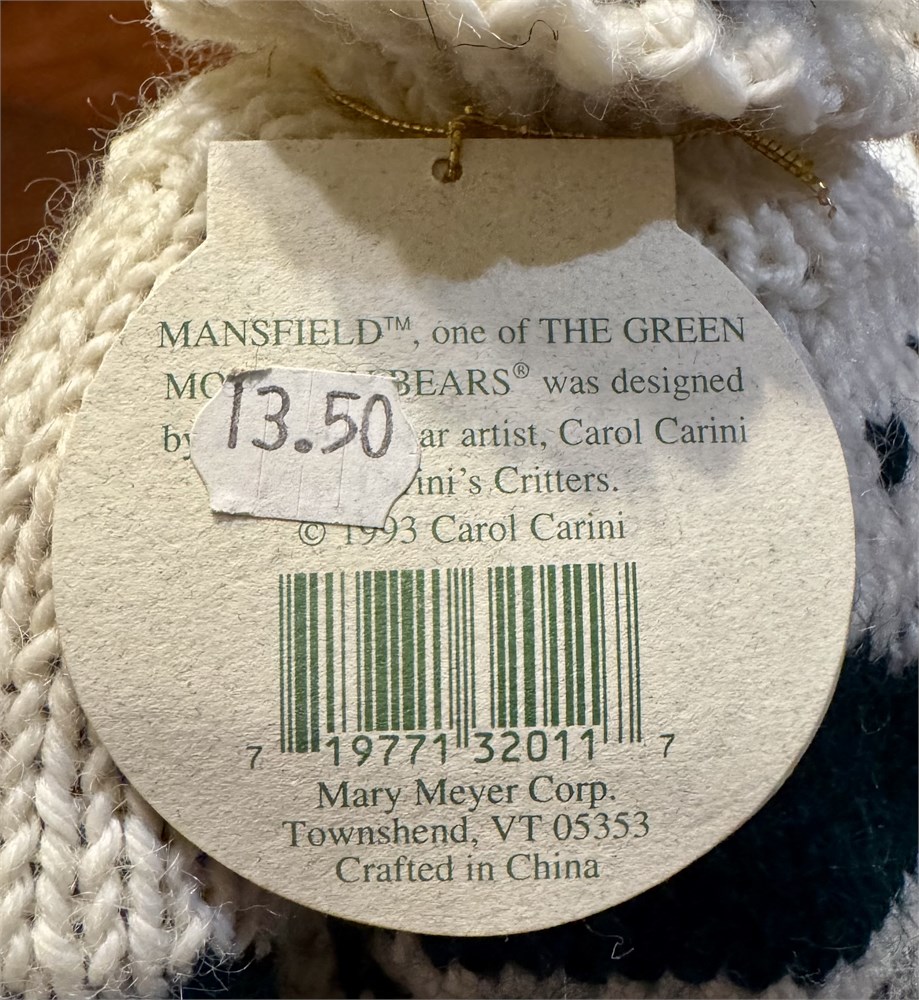 MANSFIELD™, one of THE GREEN
MO BEARS® was designed
by ar artist, Carol Carini
ini's Critters.
13.50
© 1993 Carol Carini
7 19771 32011 7
Mary Meyer Corp.
Townshend, VT 05353
Crafted in China